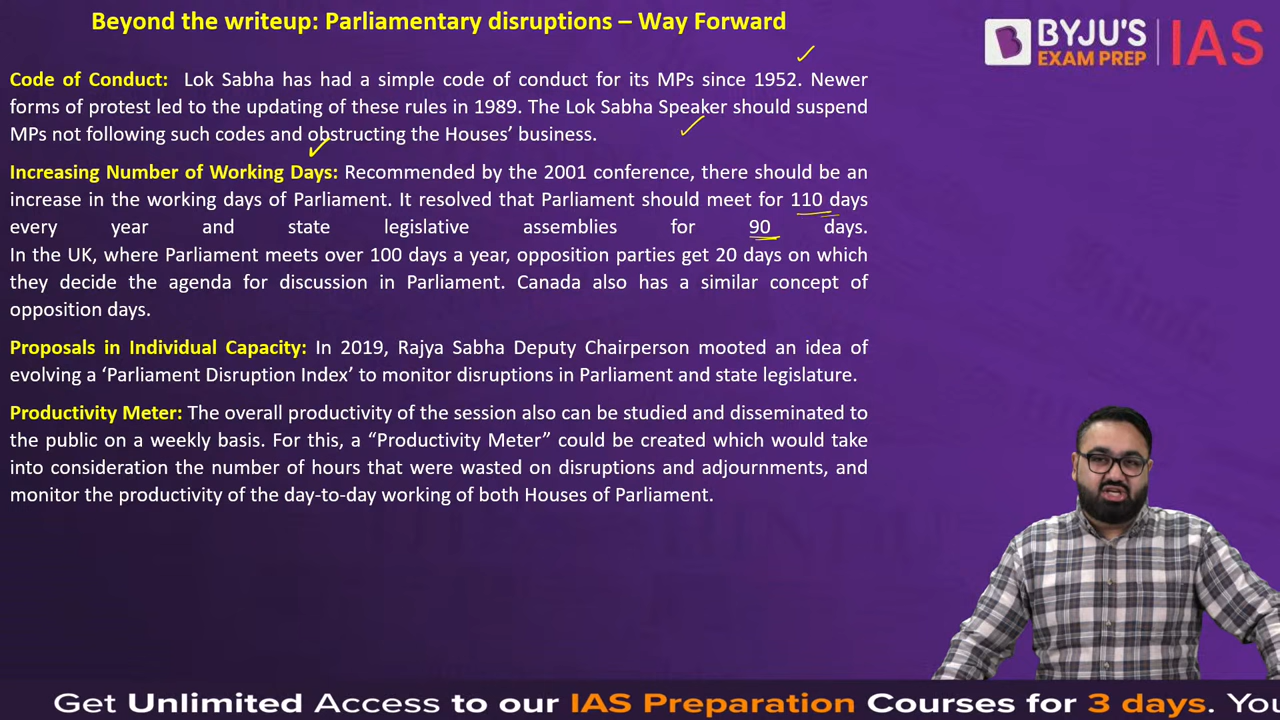 Beyond the writeup: Parliamentary disruptions – Way Forward
BYJU'S
EXAM PREP
IAS
Code of Conduct: Lok Sabha has had a simple code of conduct for its MPs since 1952. Newer
forms of protest led to the updating of these rules in 1989. The Lok Sabha Speaker should suspend
MPs not following such codes and obstructing the Houses’ business.
Increasing Number of Working Days: Recommended by the 2001 conference, there should be an
increase in the working days of Parliament. It resolved that Parliament should meet for 110 days
every year and state legislative assemblies for 90 days.
In the UK, where Parliament meets over 100 days a year, opposition parties get 20 days on which
they decide the agenda for discussion in Parliament. Canada also has a similar concept of
opposition days.
Proposals in Individual Capacity: In 2019, Rajya Sabha Deputy Chairperson mooted an idea of
evolving a ‘Parliament Disruption Index’ to monitor disruptions in Parliament and state legislature.
Productivity Meter: The overall productivity of the session also can be studied and disseminated to
the public on a weekly basis. For this, a “Productivity Meter” could be created which would take
into consideration the number of hours that were wasted on disruptions and adjournments, and
monitor the productivity of the day-to-day working of both Houses of Parliament.
Get Unlimited Access to our IAS Preparation Courses for 3 days. You